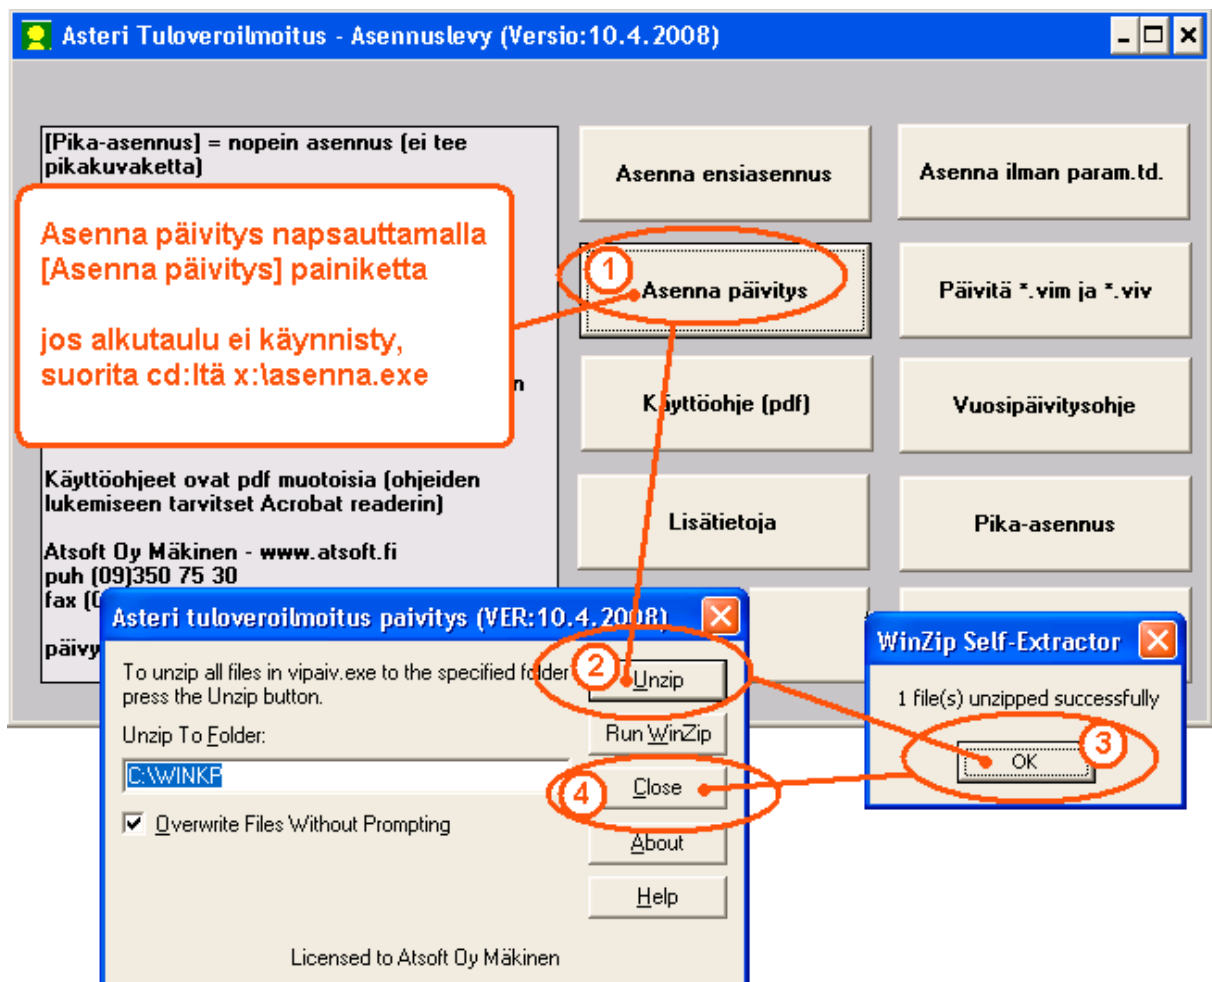 Asteri Tuloveroilmoitus - Asennuslevy (Versio:10.4.2008)
[Pika-asennus] = nopein asennus (ei tee
pikakuvaketta)
Asenna päivitys napsauttamalla
[Asenna päivitys] painiketta
jos alkutaulu ei käynnisty,
suorita cd:ltä x:\asenna.exe
n
Käyttöohjeet ovat pdf muotoisia (ohjeiden
lukemiseen tarvitset Acrobat readerin)
Atsoft Oy Mäkinen - www.atsoft.fi
puh (09)350 75 30
fax (0
päivy
Asenna ensiasennus
Asenna ilman param.td.
1
Asenna päivitys
Päivitä *.vim ja *.viv
Käyttöohje (pdf)
Vuosipäivitysohje
Lisätietoja
Pika-asennus
Asteri tuloveroilmoitus paivitys (VER:10.4.2008)
To unzip all files in vipaiv.exe to the specified folder
press the Unzip button.
Unzip To Folder:
C:\WINKP
Overwrite Files Without Prompting
2
Unzip
Run WinZip
4
Close
About
Help
Licensed to Atsoft Oy Mäkinen
WinZip Self-Extractor
1 file(s) unzipped successfully
OK
3